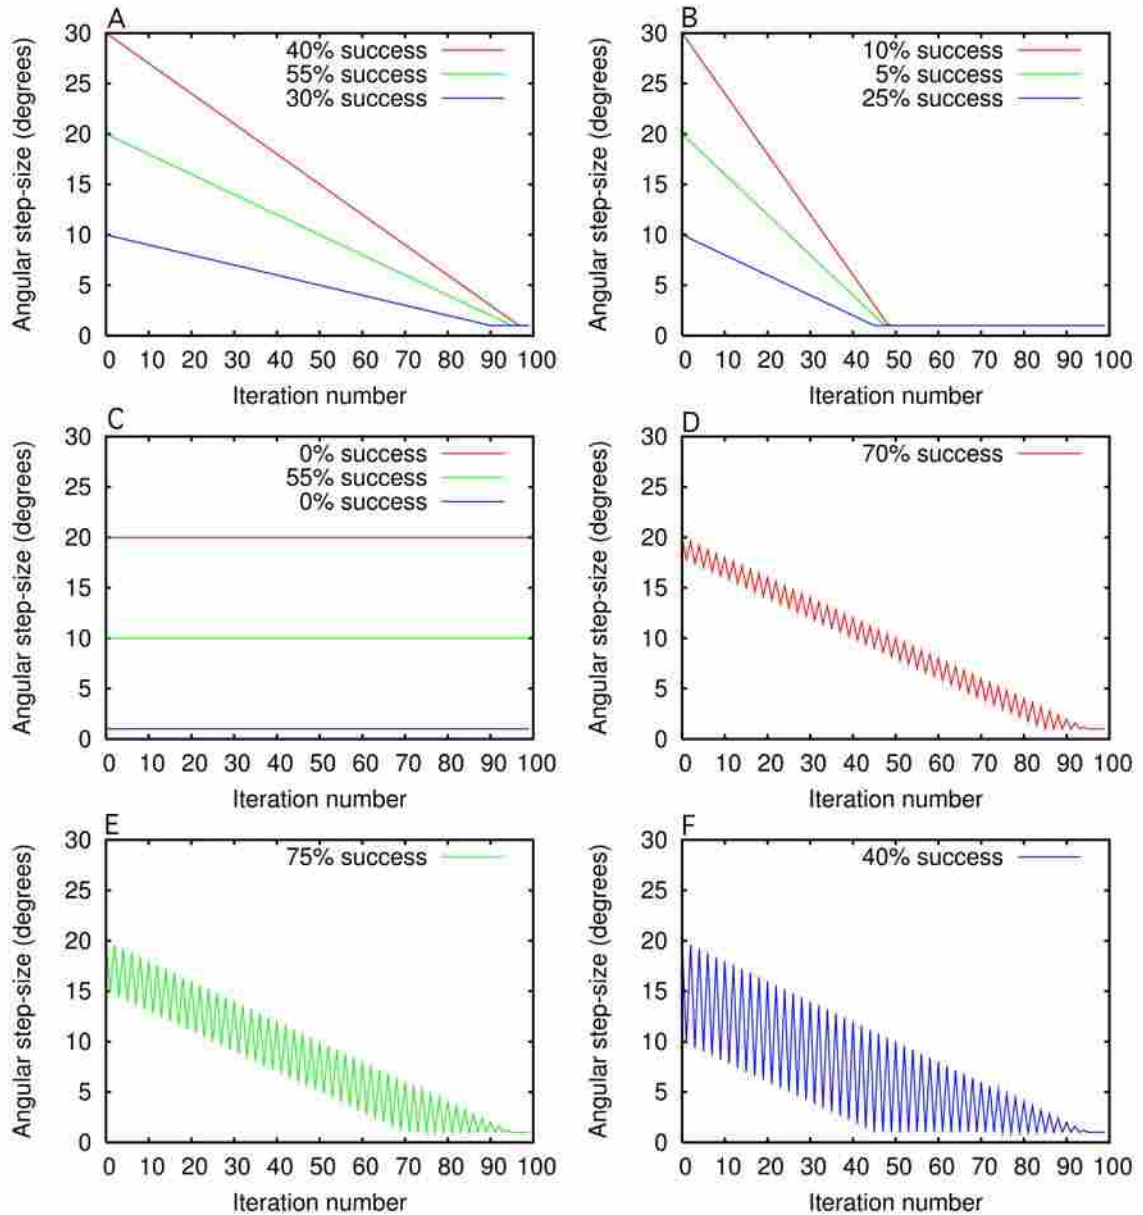 A
Angular step-size (degrees)
30
25
20
15
10
5
0
40% success
55% success
30% success
0 10 20 30 40 50 60 70 80 90 100
Iteration number
B
Angular step-size (degrees)
30
25
20
15
10
5
0
10% success
5% success
25% success
0 10 20 30 40 50 60 70 80 90 100
Iteration number
C
Angular step-size (degrees)
30
25
20
15
10
5
0
0% success
55% success
0% success
0 10 20 30 40 50 60 70 80 90 100
Iteration number
D
Angular step-size (degrees)
30
25
20
15
10
5
0
70% success
0 10 20 30 40 50 60 70 80 90 100
Iteration number
E
Angular step-size (degrees)
30
25
20
15
10
5
0
75% success
0 10 20 30 40 50 60 70 80 90 100
Iteration number
F
Angular step-size (degrees)
30
25
20
15
10
5
0
40% success
0 10 20 30 40 50 60 70 80 90 100
Iteration number